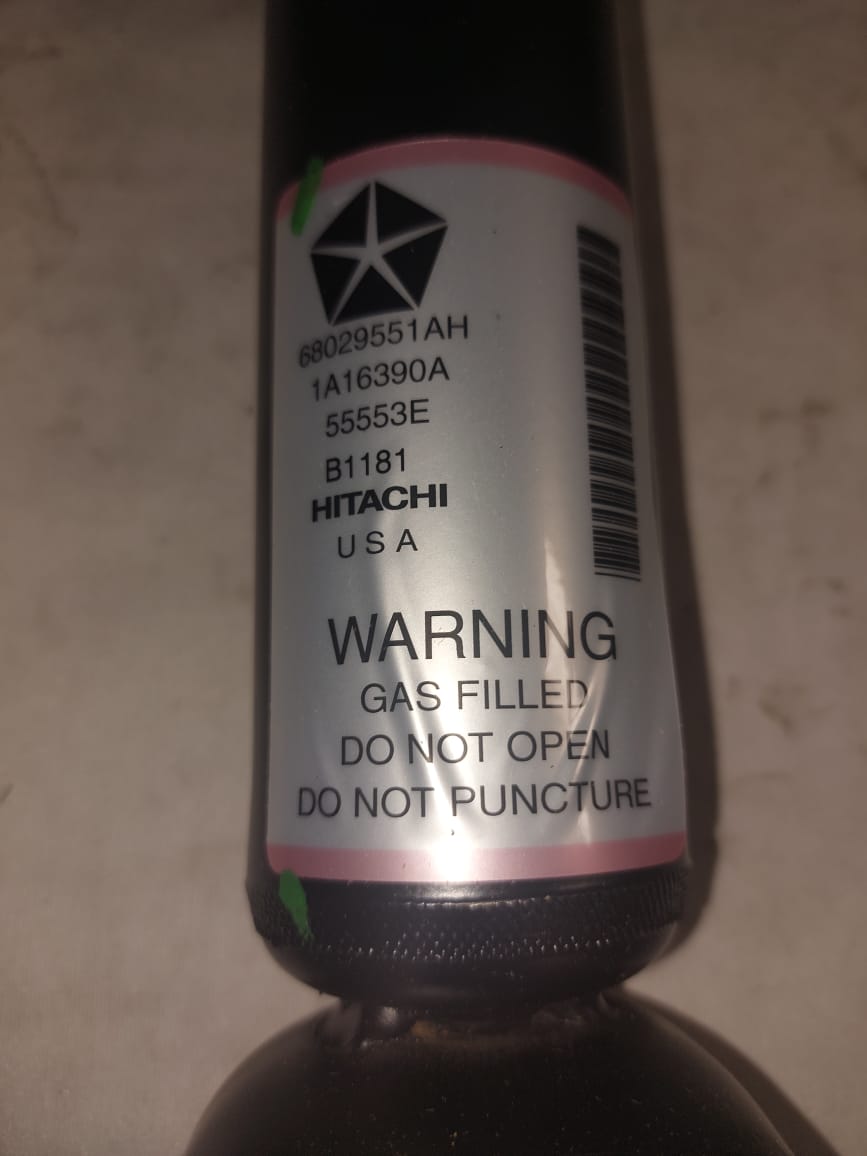 68029551AH
1A16390A
55553E
B1181
HITACHI
USA
WARNING
GAS FILLED
DO NOT OPEN
DO NOT PUNCTURE